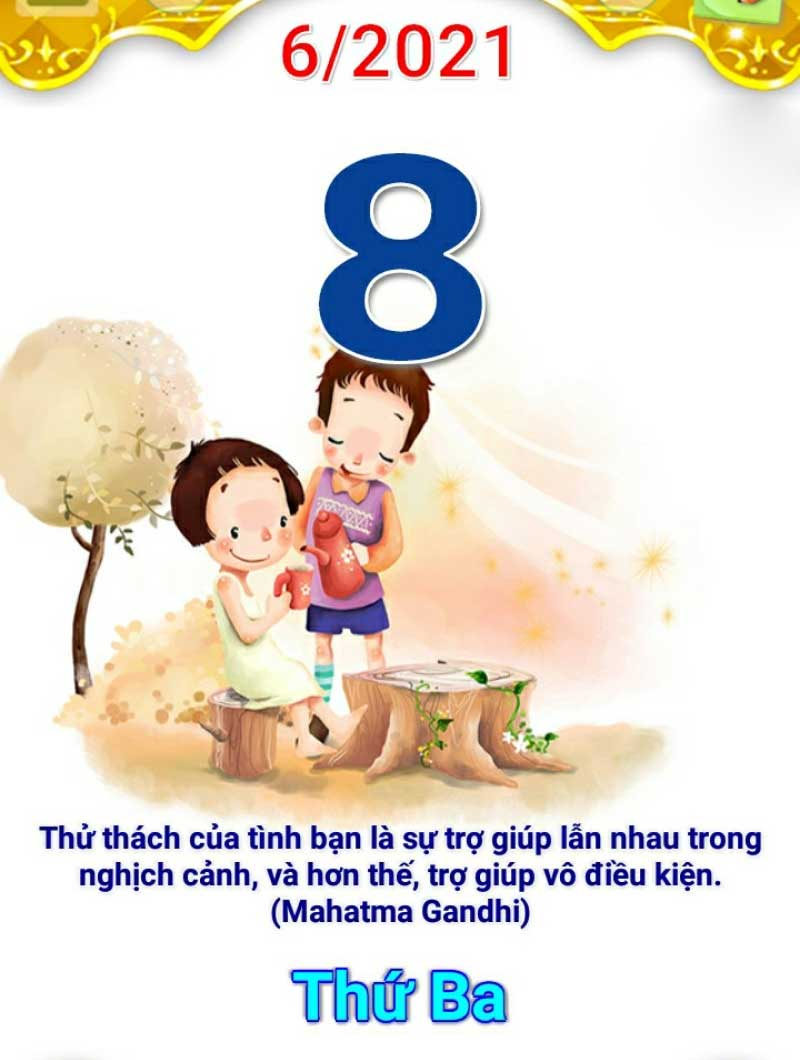 6/2021
8
Thử thách của tình bạn là sự trợ giúp lẫn nhau trong
nghịch cảnh, và hơn thế, trợ giúp vô điều kiện.
(Mahatma Gandhi)
Thứ Ba